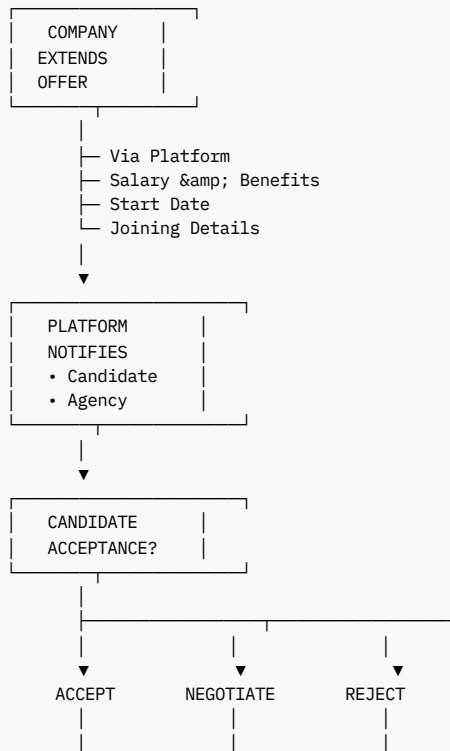 COMPANY
EXTENDS
OFFER
Via Platform
Salary &amp; Benefits
Start Date
Joining Details
PLATFORM
NOTIFIES
• Candidate
• Agency
CANDIDATE
ACCEPTANCE?
ACCEPT NEGOTIATE REJECT